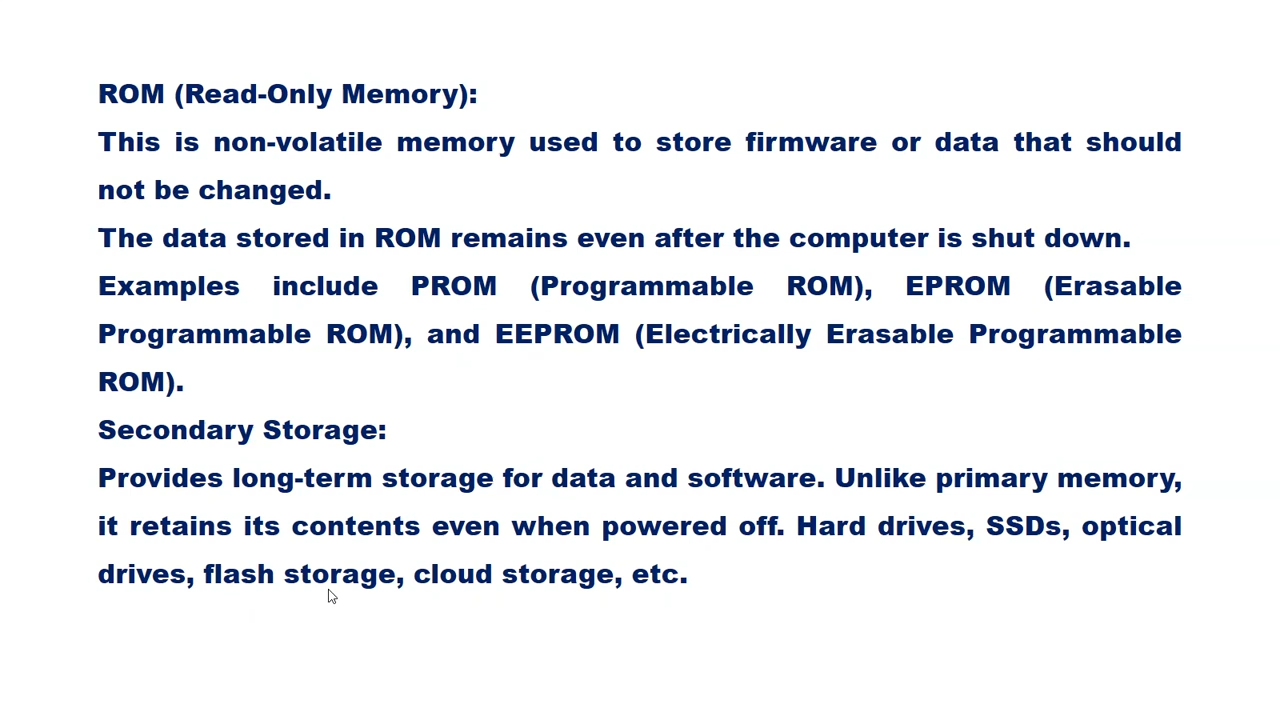 ROM (Read-Only Memory):
This is non-volatile memory used to store firmware or data that should
not be changed.
The data stored in ROM remains even after the computer is shut down.
Examples include PROM (Programmable ROM), EPROM (Erasable
Programmable ROM), and EEPROM (Electrically Erasable Programmable
ROM).
Secondary Storage:
Provides long-term storage for data and software. Unlike primary memory,
it retains its contents even when powered off. Hard drives, SSDs, optical
drives, flash storage, cloud storage, etc.